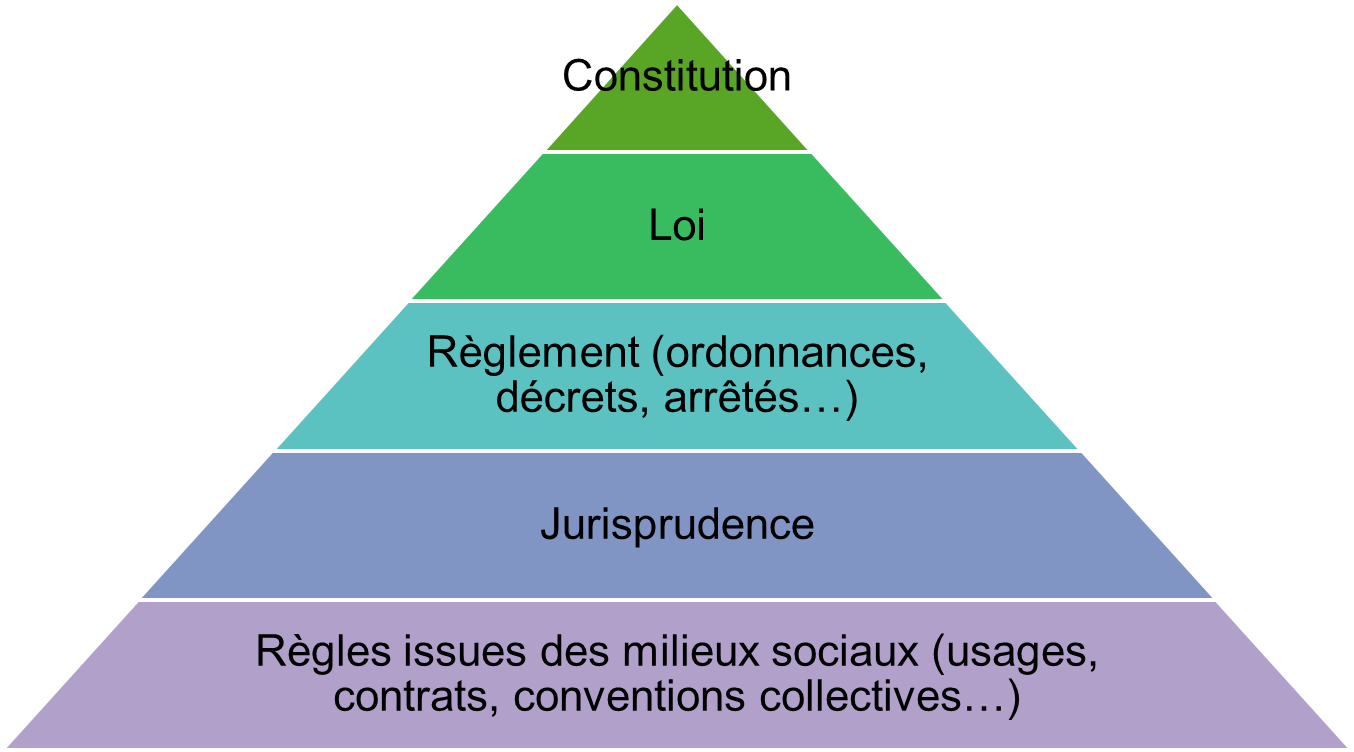 Constitution
Loi
Règlement (ordonnances,
décrets, arrêtés…)
Jurisprudence
Règles issues des milieux sociaux (usages,
contrats, conventions collectives…)